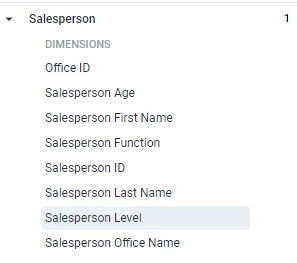 Salesperson 1
DIMENSIONS
Office ID
Salesperson Age
Salesperson First Name
Salesperson Function
Salesperson ID
Salesperson Last Name
Salesperson Level
Salesperson Office Name